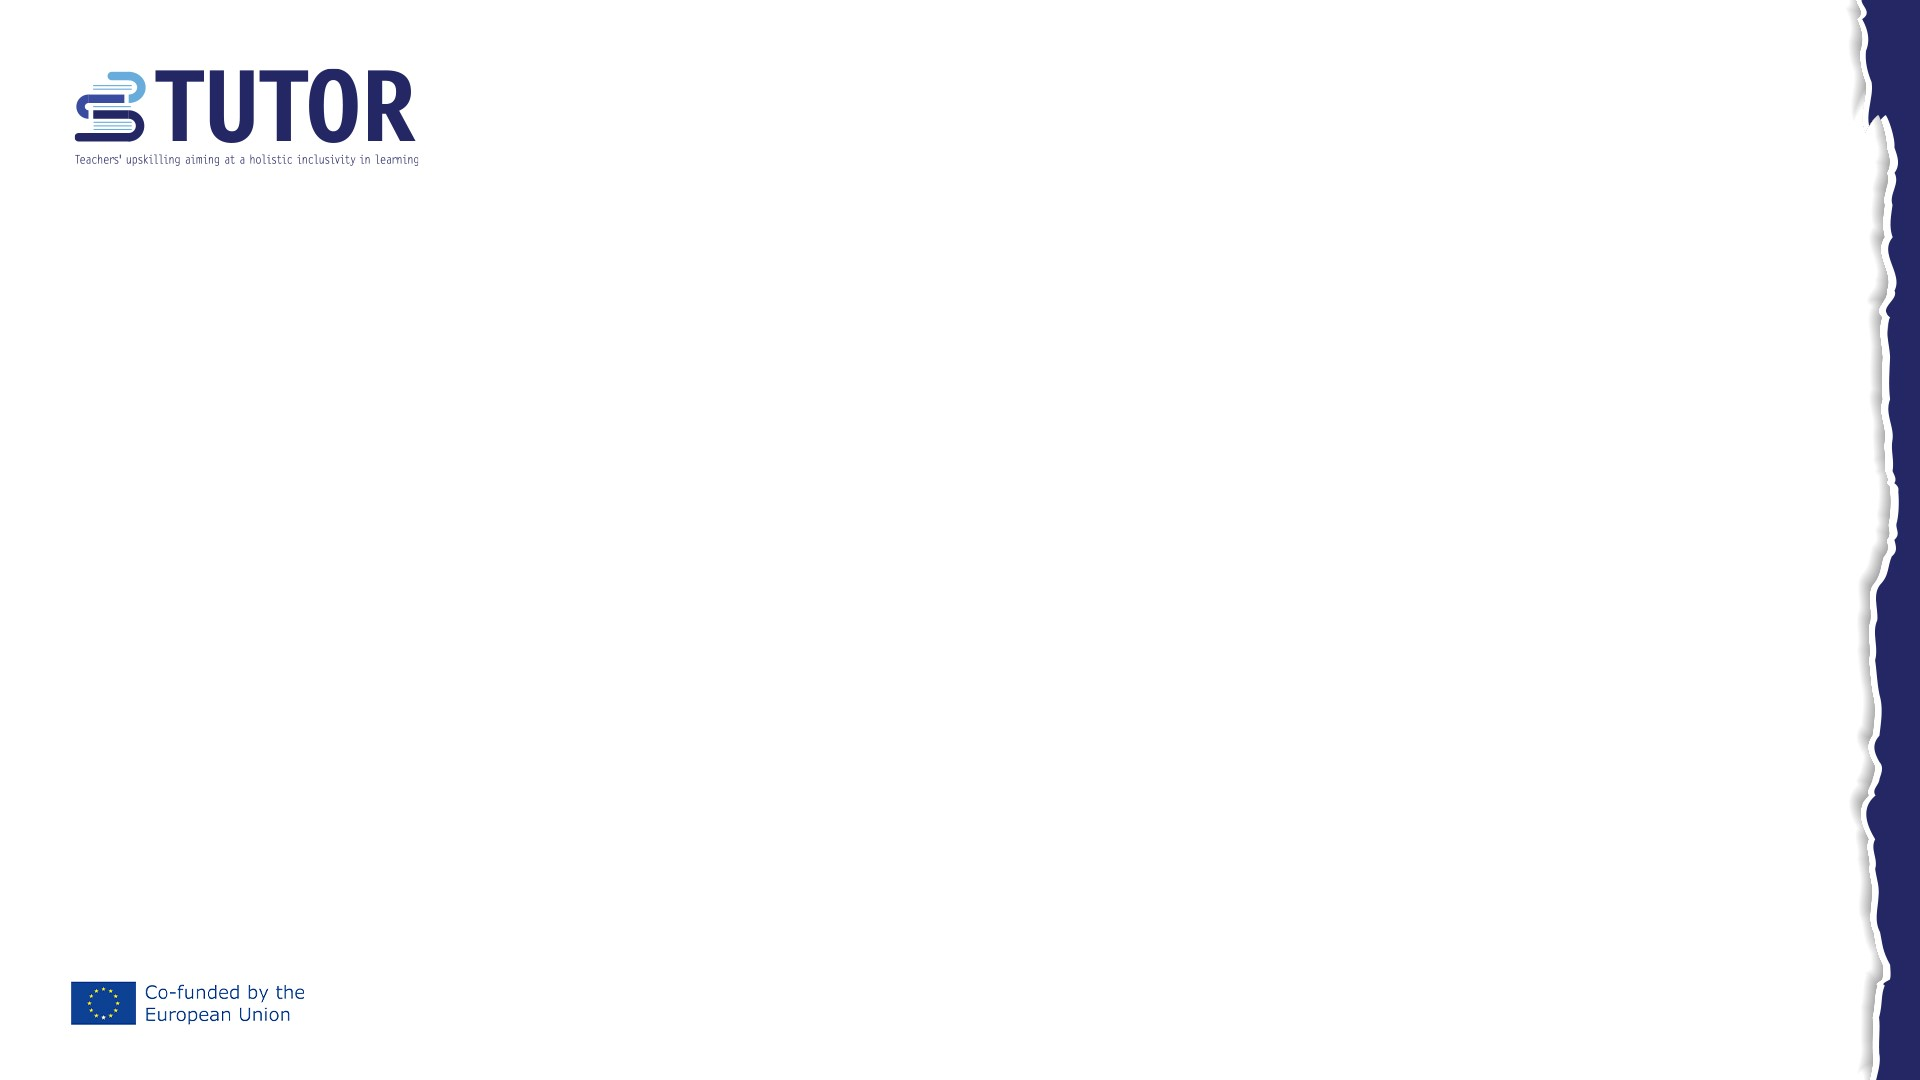 TUTOR
Teachers' upskilling aiming at a holistic inclusivity in learning
Co-funded by the
European Union